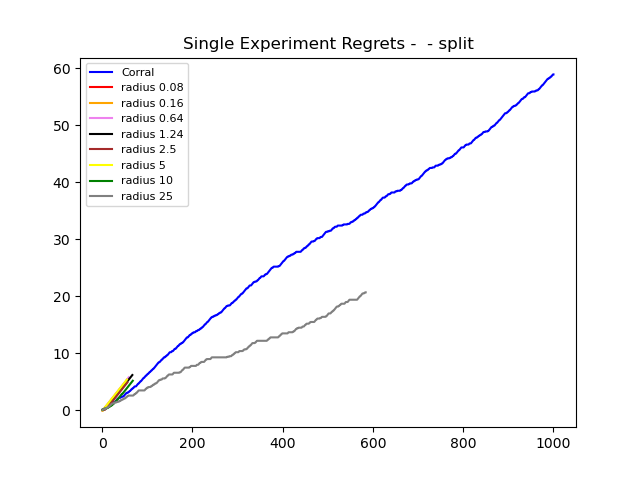 Single Experiment Regrets -  - split
60
50
40
30
20
10
0
Corral
radius 0.08
radius 0.16
radius 0.64
radius 1.24
radius 2.5
radius 5
radius 10
radius 25
0 200 400 600 800 1000